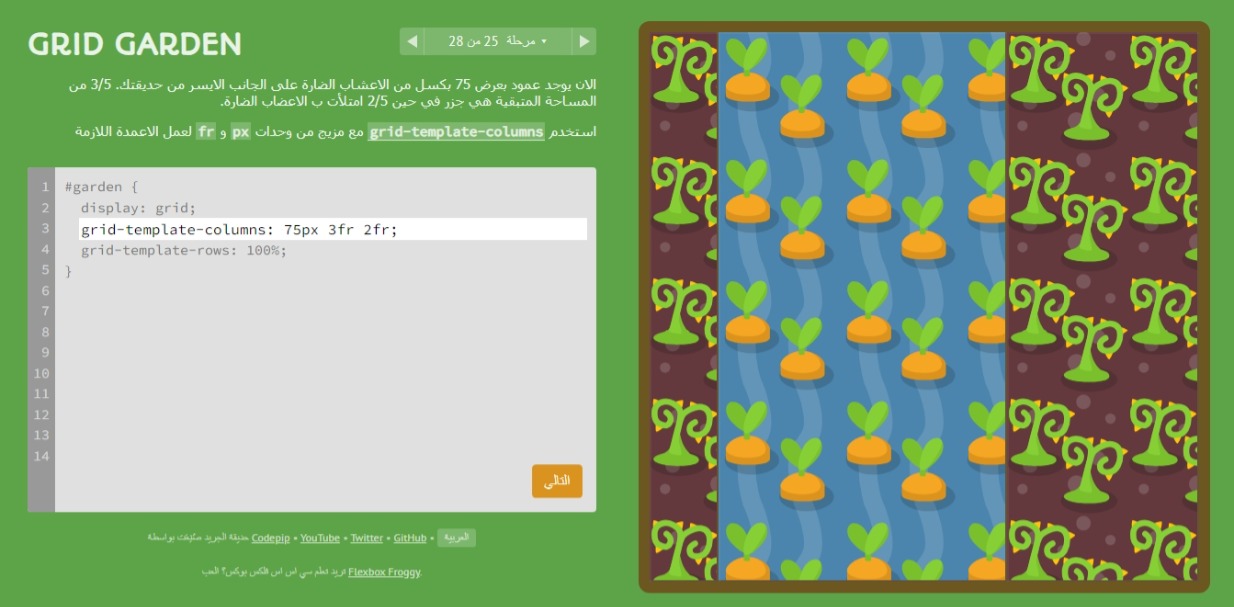 GRID GARDEN
مرحلة 25 من 28
الان يوجد عمود بعرض 75 بكسل من الاعشاب الضارة على الجانب الايسر من حديقتك. 3/5 من
المساحة المتبقية هي جزر في حين 2/5 امتلأت ب الاعضاب الضارة.
استخدم grid-template-columns مع مزيج من وحدات px و fr لعمل الاعمدة اللازمة
1 #garden {
2 display: grid;
3 grid-template-columns: 75px 3fr 2fr;
4 grid-template-rows: 100%;
5 }
6
7
8
9
10
11
12
13
14
التالي
حديقة الجريد بواسطة Codepip • YouTube • Twitter • GitHub • العربية
تريد تعلم سي اس اس فلكس بوكس؟ العب Flexbox Froggy.